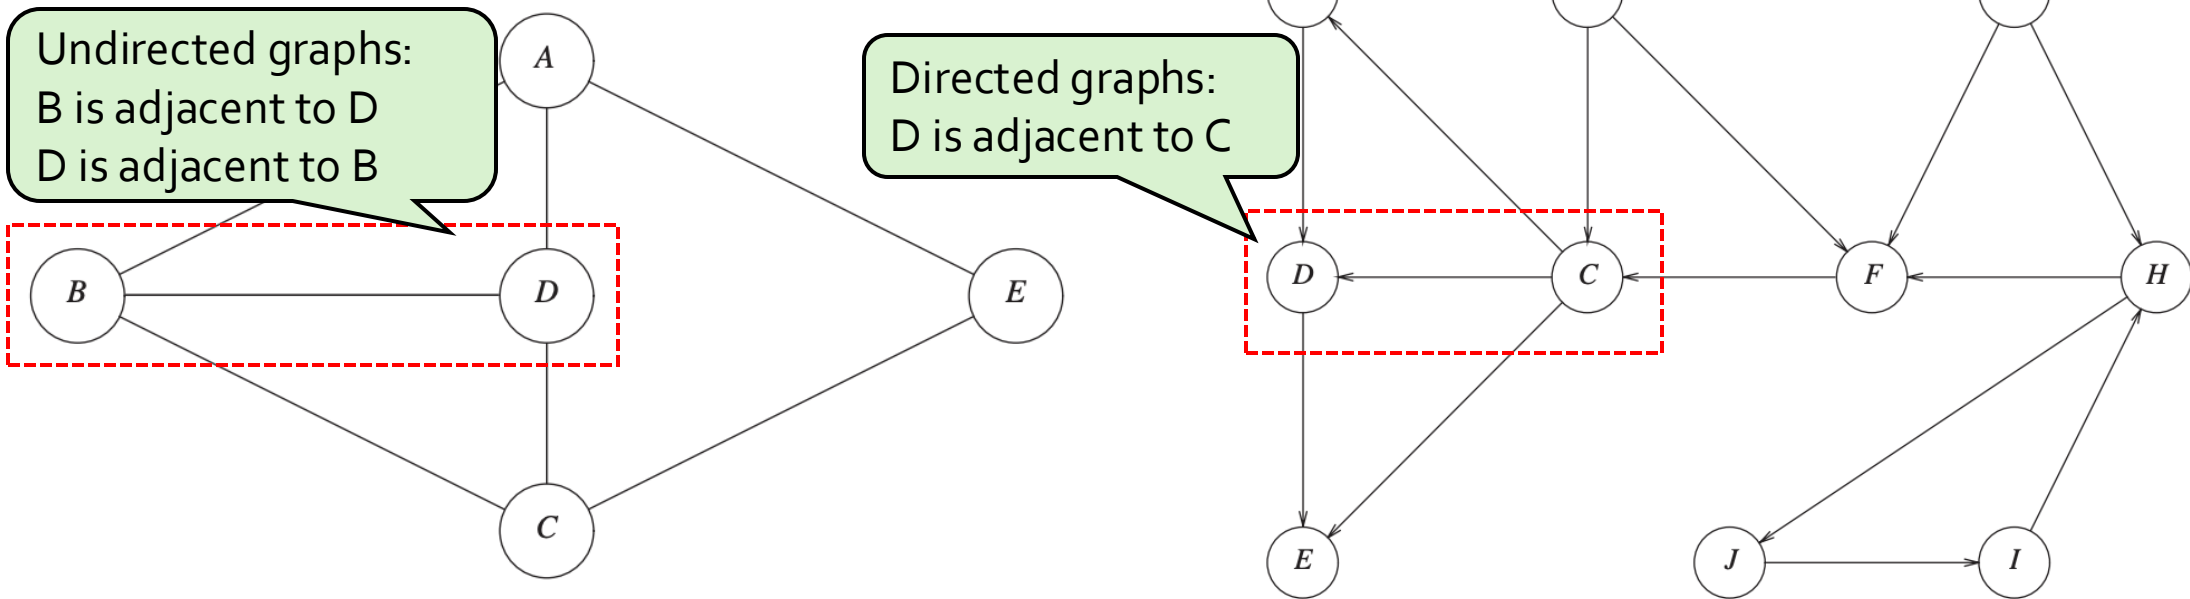 Undirected graphs:
B is adjacent to D
D is adjacent to B
A
B
D
E
C
Directed graphs:
D is adjacent to C
D
C
F
H
E
J
I